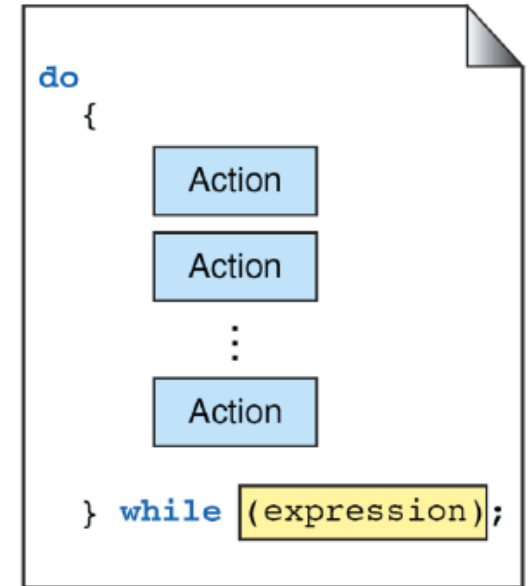 do
{
Action
Action
⋮
Action
} while (expression);